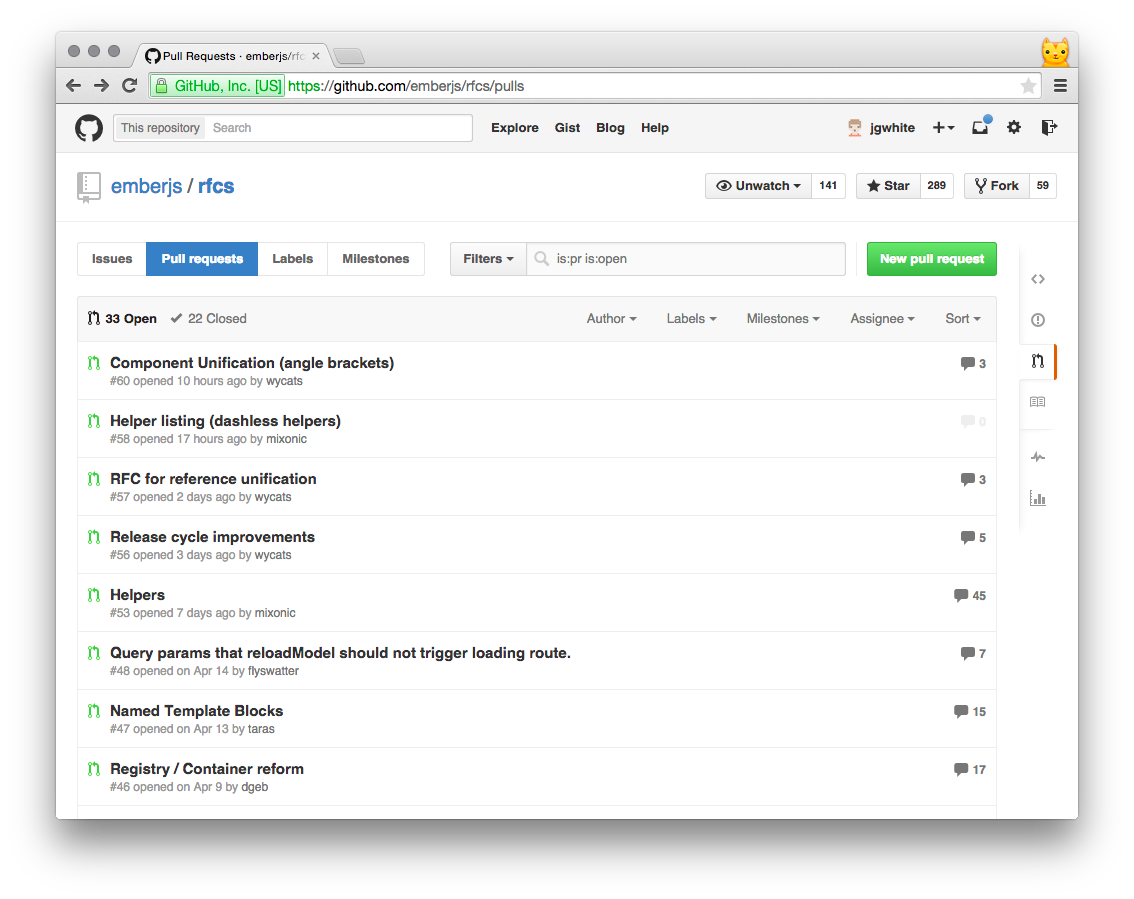 Pull Requests · emberjs/rfc
GitHub, Inc. [US] https://github.com/emberjs/rfcs/pulls
This repository Search Explore Gist Blog Help jgwhite
emberjs / rfcs Unwatch 141 Star 289 Fork 59
Issues Pull requests Labels Milestones Filters is:pr is:open New pull request
33 Open 22 Closed Author Labels Milestones Assignee Sort
Component Unification (angle brackets) 3
#60 opened 10 hours ago by wycats
Helper listing (dashless helpers) 0
#58 opened 17 hours ago by mixonic
RFC for reference unification 3
#57 opened 2 days ago by wycats
Release cycle improvements 5
#56 opened 3 days ago by wycats
Helpers 45
#53 opened 7 days ago by mixonic
Query params that reloadModel should not trigger loading route. 7
#48 opened on Apr 14 by flyswatter
Named Template Blocks 15
#47 opened on Apr 13 by taras
Registry / Container reform 17
#46 opened on Apr 9 by dgeb